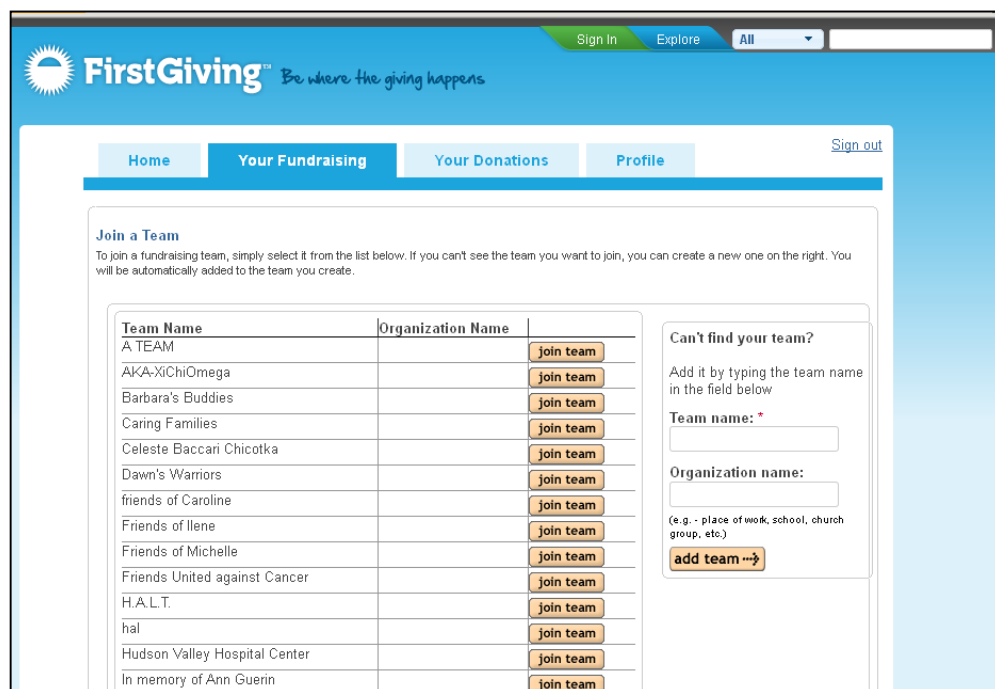 Sign In Explore All
FirstGiving™ Be where the giving happens
Sign out
Home Your Fundraising Your Donations Profile
Join a Team
To join a fundraising team, simply select it from the list below. If you can't see the team you want to join, you can create a new one on the right. You
will be automatically added to the team you create.
Team Name Organization Name
A TEAM join team
AKA-XiChiOmega join team
Barbara's Buddies join team
Caring Families join team
Celeste Baccari Chicotka join team
Dawn's Warriors join team
friends of Caroline join team
Friends of Ilene join team
Friends of Michelle join team
Friends United against Cancer join team
H.A.L.T. join team
hal join team
Hudson Valley Hospital Center join team
In memory of Ann Guerin join team
Can't find your team?
Add it by typing the team name
in the field below
Team name: *
Organization name:
(e.g. - place of work, school, church
group, etc.)
add team